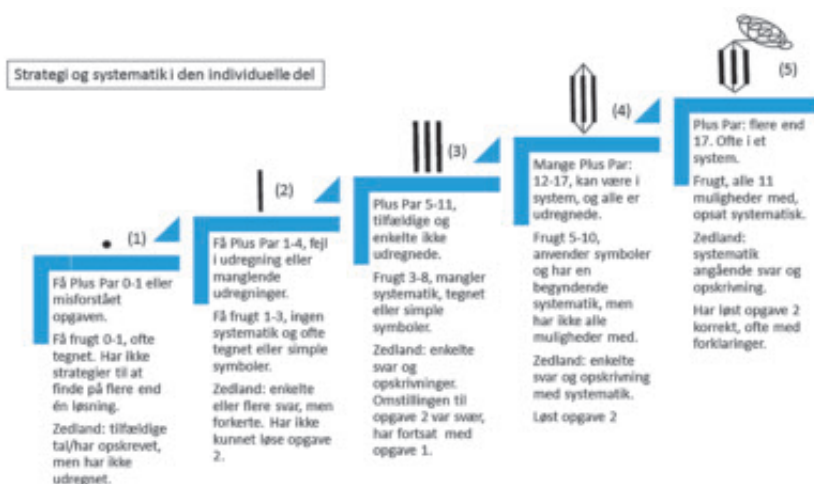 Strategi og systematik i den individuelle del
(1)
Få Plus Par 0-1 eller
misforstået
opgaven.
Få frugt 0-1, ofte
tegnet. Har ikke
strategier til at
finde på flere end
én løsning.
Zedland: tilfældige
tal/har opskrevet,
men har ikke
udregnet.
(2)
Få Plus Par 1-4, fejl
i udregning eller
manglende
udregninger.
Få frugt 1-3, ingen
systematik og ofte
tegnet eller simple
symboler.
Zedland: enkelte
eller flere svar, men
forkerte. Har ikke
kunnet løse opgave
2.
(3)
Plus Par 5-11,
tilfældige og
enkelte ikke
udregnede.
Frugt 3-8, mangler
systematik, tegnet
eller simple
symboler.
Zedland: enkelte
svar og
opskrivninger.
Omstillingen til
opgave 2 var svær,
har fortsat med
opgave 1.
(4)
Mange Plus Par:
12-17, kan være i
system, og alle er
udregnede.
Frugt 5-10,
anvender symboler
og har en
begyndende
systematik, men
har ikke alle
muligheder med.
Zedland: enkelte
svar og opskrivning
med systematik.
Løst opgave 2
(5)
Plus Par: flere end
17. Ofte i et
system.
Frugt, alle 11
muligheder med,
opsat systematisk.
Zedland:
systematik
angående svar og
opskrivning.
Har løst opgave 2
korrekt, ofte med
forklaringer.